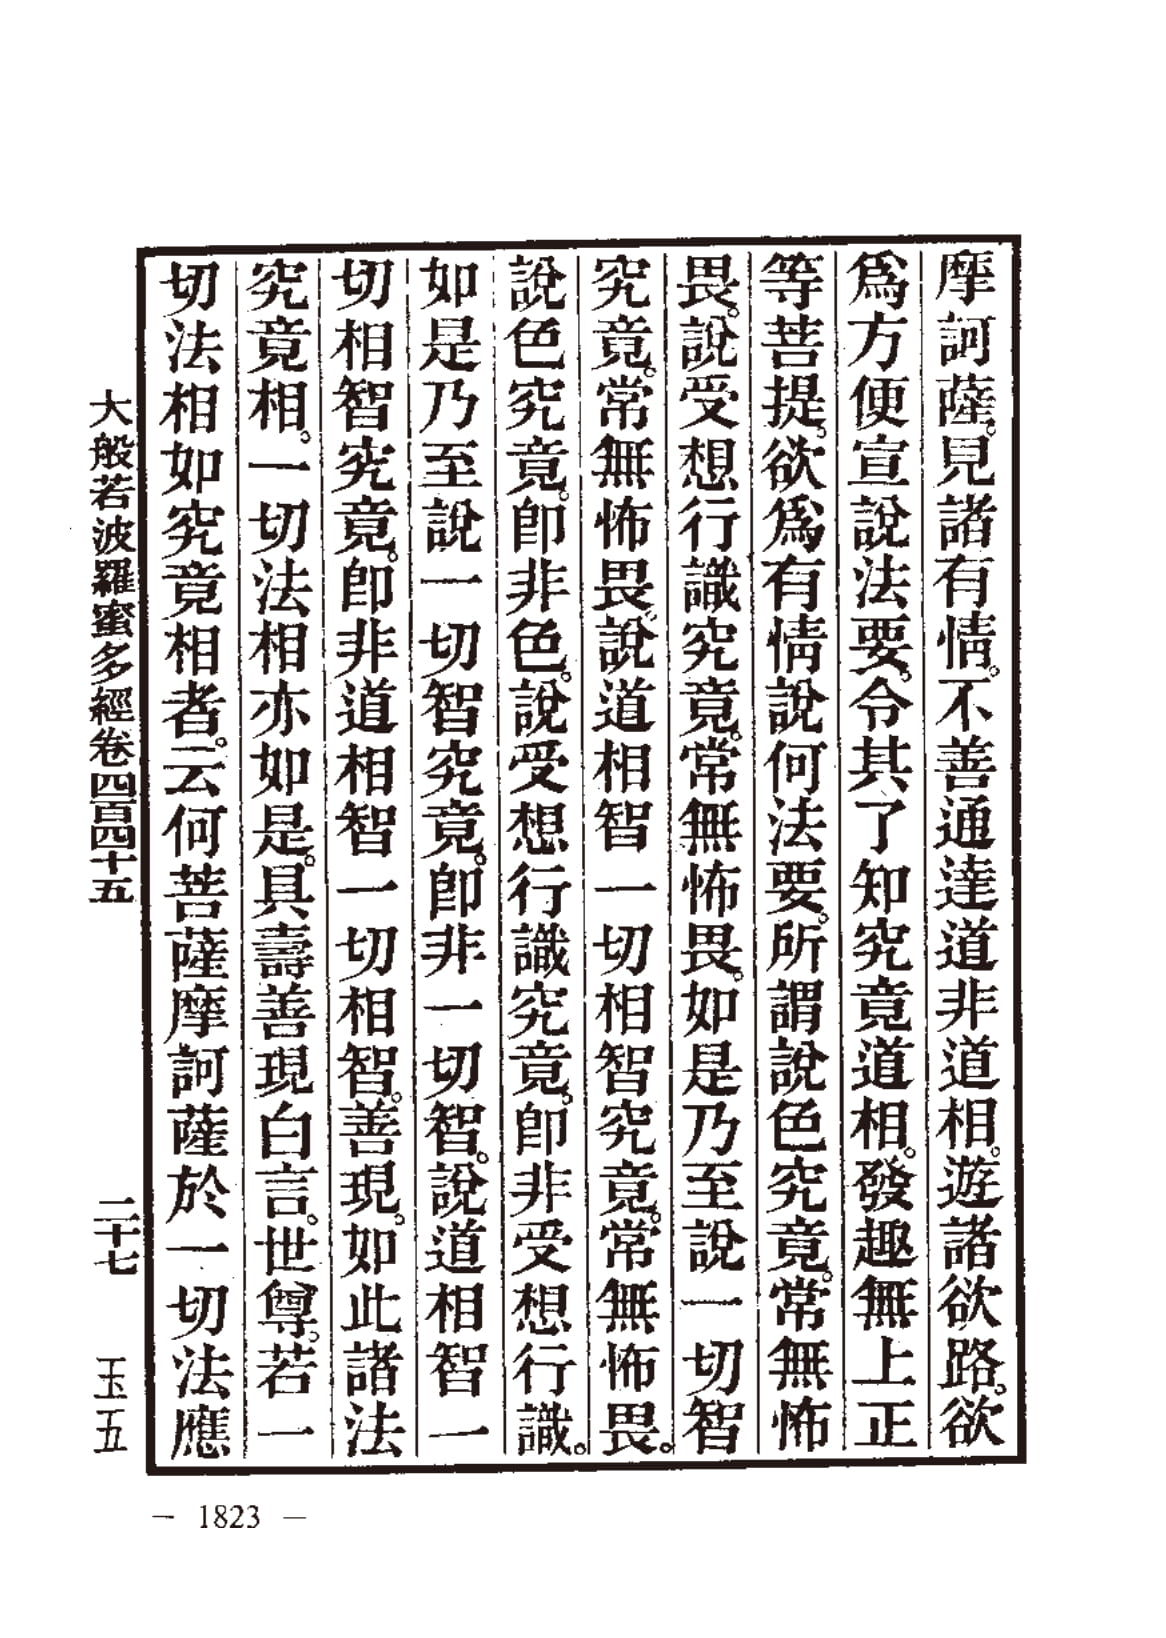 摩訶薩。見諸有情。不善通達道非道相。遊諸欲路。欲
爲方便宣說法要。令其了知究竟道相。發趣無上正
等菩提。欲爲有情說何法要。所謂說色究竟。常無怖
畏。說受想行識究竟。常無怖畏。如是乃至說一切智
究竟。常無怖畏。說道相智一切相智究竟。常無怖畏。
說色究竟。卽非色。說受想行識究竟。卽非受想行識。
如是乃至說一切智究竟。卽非一切智。說道相智一
切相智究竟。卽非道相智一切相智。善現。如此諸法
究竟相。一切法相亦如是。具壽善現白言。世尊。若一
切法相如究竟相者。云何菩薩摩訶薩於一切法應
大般若波羅蜜多經卷四百四十五
二十七
玉五
— 1823 —